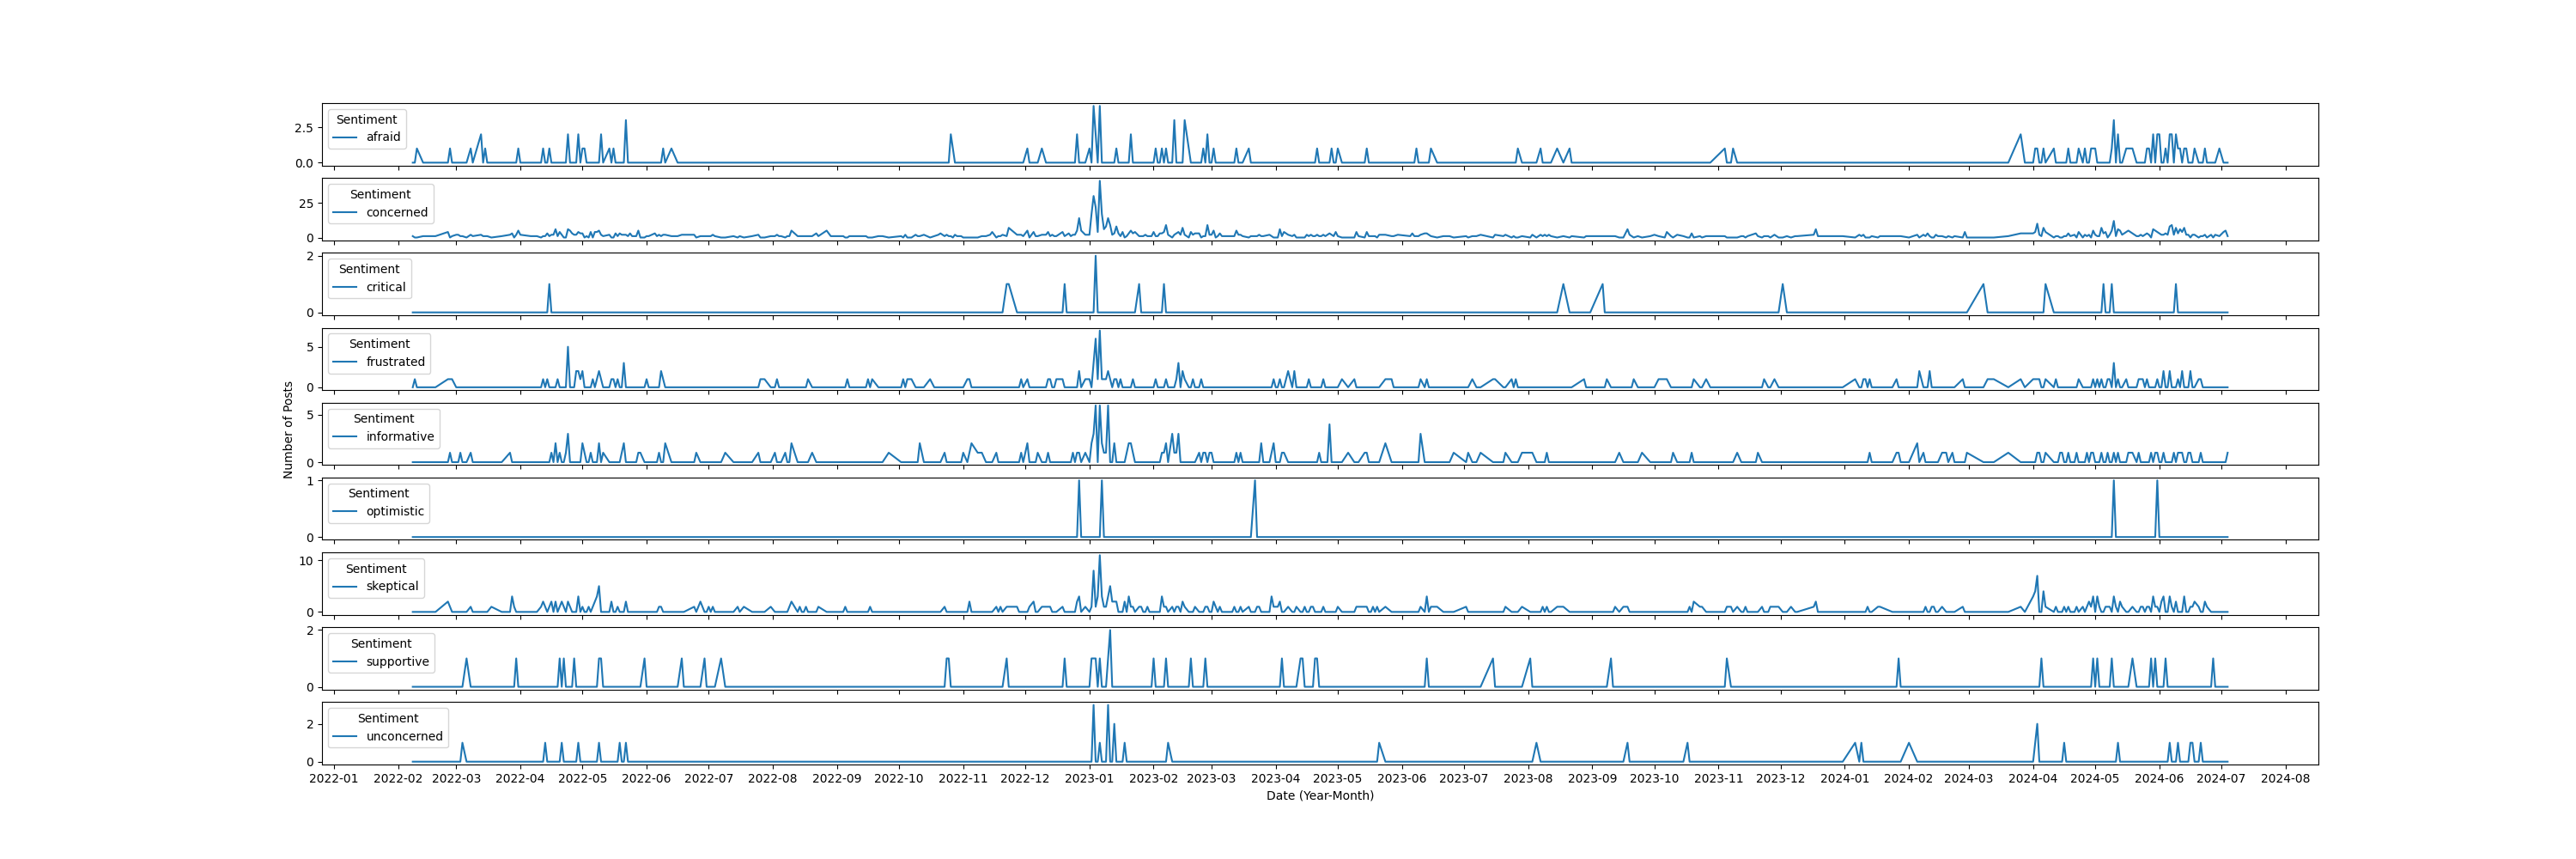 Sentiment
afraid
2.5
0.0
Sentiment
concerned
25
0
Sentiment
critical
2
0
Sentiment
frustrated
5
0
Number of Posts
Sentiment
informative
5
0
Sentiment
optimistic
1
0
Sentiment
skeptical
10
0
Sentiment
supportive
2
0
Sentiment
unconcerned
2
0
2022-01 2022-02 2022-03 2022-04 2022-05 2022-06 2022-07 2022-08 2022-09 2022-10 2022-11 2022-12 2023-01 2023-02 2023-03 2023-04 2023-05 2023-06 2023-07 2023-08 2023-09 2023-10 2023-11 2023-12 2024-01 2024-02 2024-03 2024-04 2024-05 2024-06 2024-07 2024-08
Date (Year-Month)